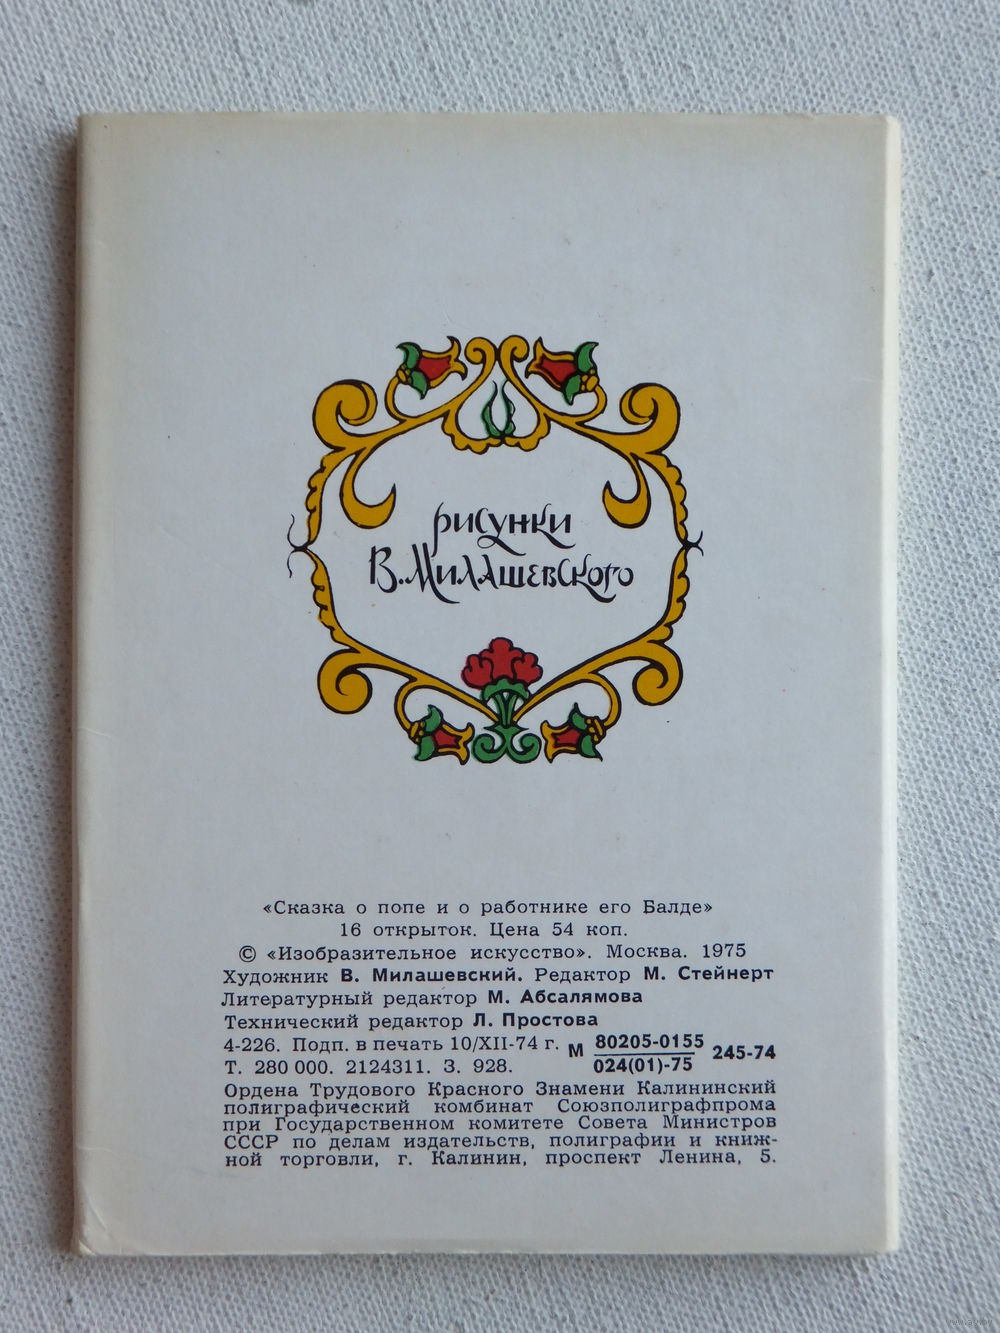 рисунки
В. Милашевского
«Сказка о попе и о работнике его Балде»
16 открыток. Цена 54 коп.
© «Изобразительное искусство». Москва. 1975
Художник В. Милашевский. Редактор М. Стейнерт
Литературный редактор М. Абсалямова
Технический редактор Л. Простова
4-226. Подп. в печать 10/XII-74 г. М 80205-0155 245-74
Т. 280 000. 2124311. З. 928. 024(01)-75
Ордена Трудового Красного Знамени Калининский
полиграфический комбинат Союзполиграфпрома
при Государственном комитете Совета Министров
СССР по делам издательств, полиграфии и книж-
ной торговли, г. Калинин, проспект Ленина, 5.